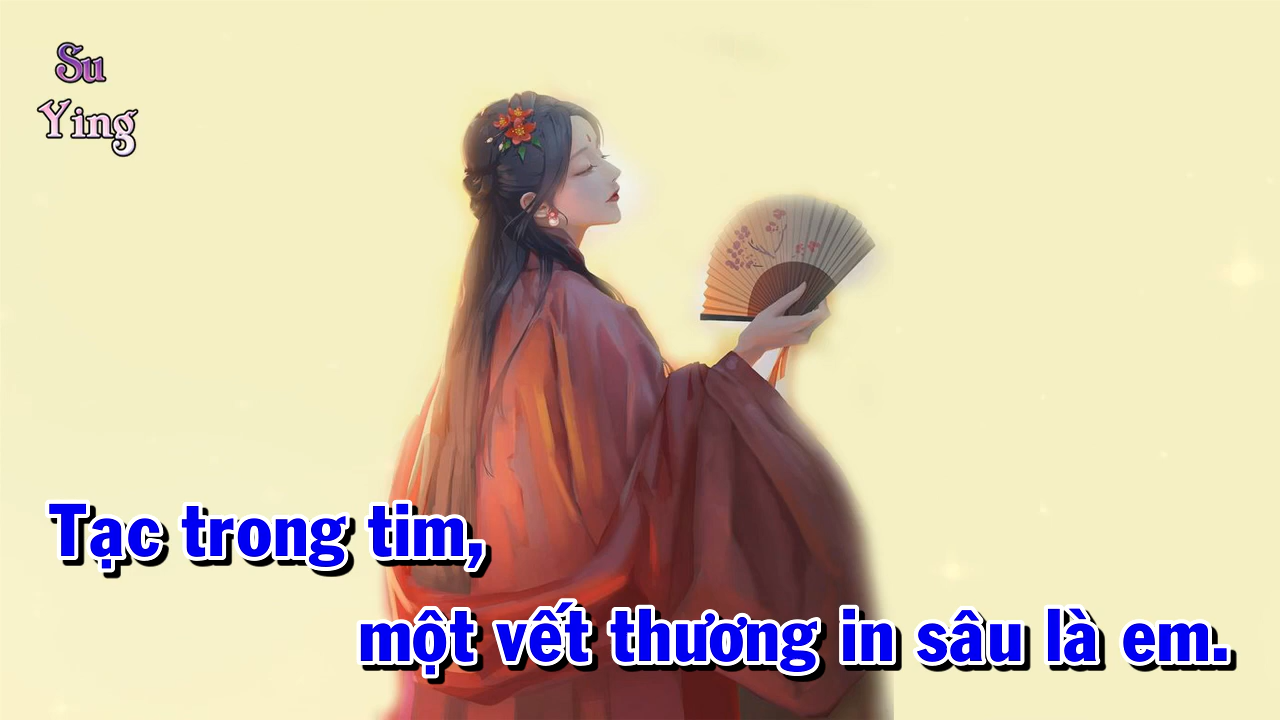 Su
Ying
Tạc trong tim,
một vết thương in sâu là em.